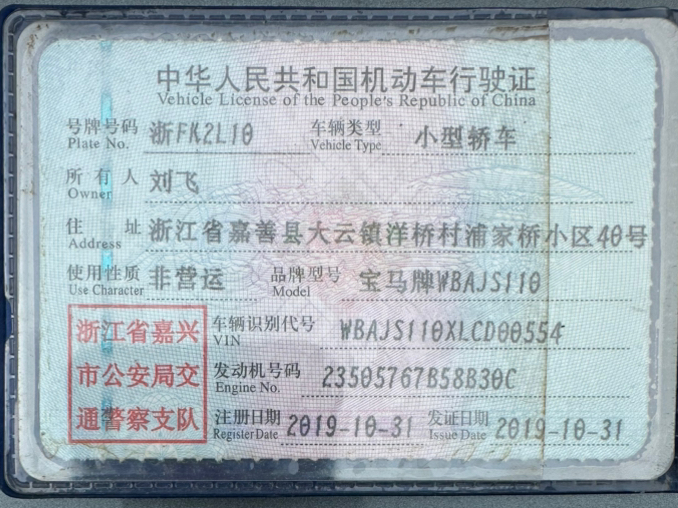 中华人民共和国机动车行驶证
Vehicle License of the People's Republic of China
号牌号码 浙FK2L10 车辆类型 小型轿车
Plate No. Vehicle Type
所有人 刘飞
Owner
住址 浙江省嘉善县大云镇洋桥村浦家桥小区40号
Address
使用性质 非营运 品牌型号 宝马牌WBAJS110
Use Character Model
浙江省嘉兴
市公安局交
通警察支队
车辆识别代号 WBAJS110XLCD00554
VIN
发动机号码 23505767B58B30C
Engine No.
注册日期 2019-10-31 发证日期 2019-10-31
Register Date Issue Date